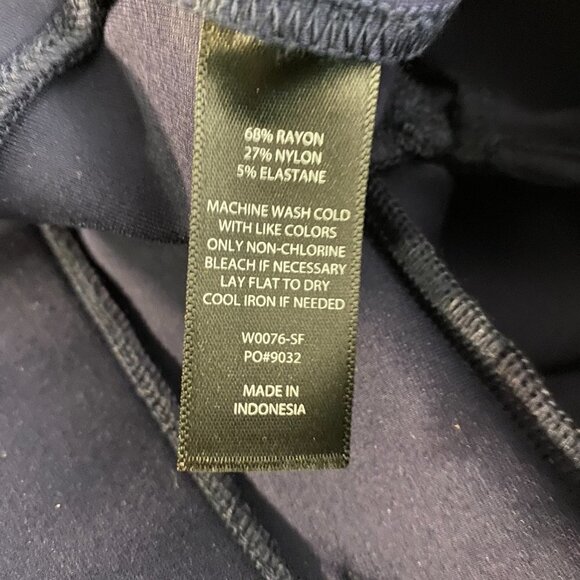 68% RAYON
27% NYLON
5% ELASTANE
MACHINE WASH COLD
WITH LIKE COLORS
ONLY NON-CHLORINE
BLEACH IF NECESSARY
LAY FLAT TO DRY
COOL IRON IF NEEDED
W0076-SF
PO#9032
MADE IN
INDONESIA